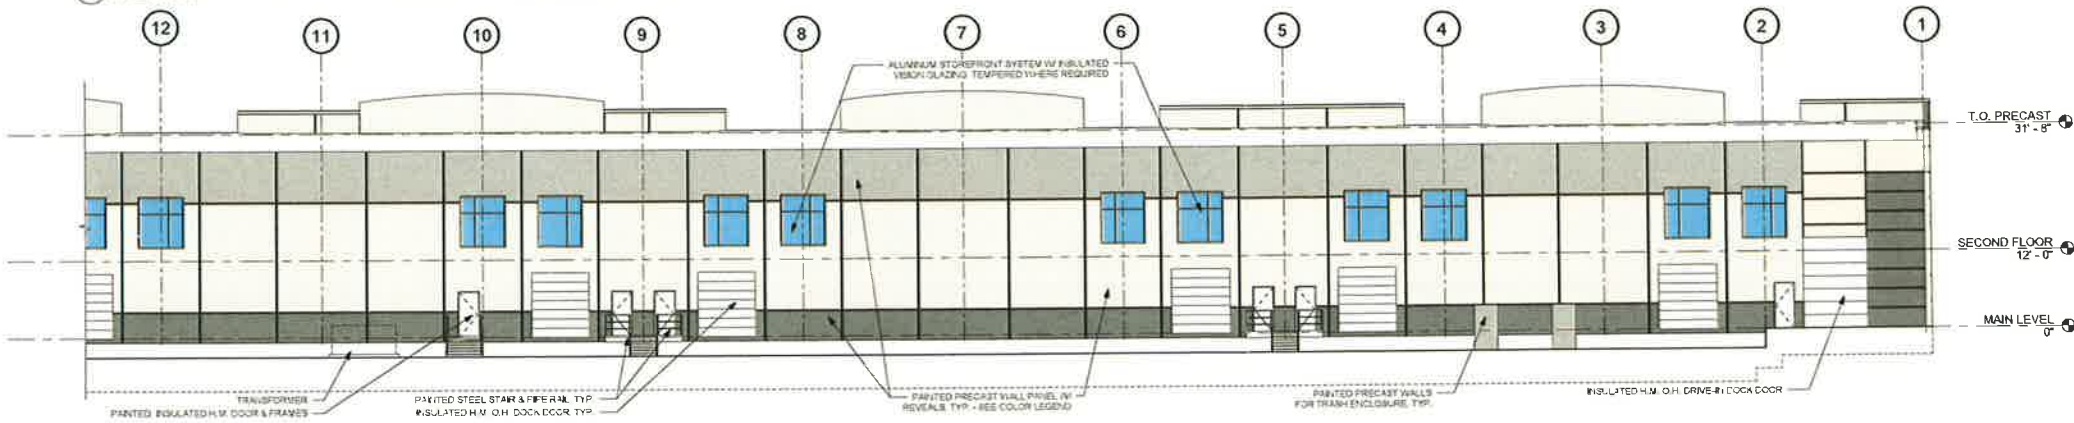 12 11 10 9 8 7 6 5 4 3 2 1
ALUMINUM STOREFRONT SYSTEM W/ INSULATED
VISION GLAZING, TEMPERED WHERE REQUIRED
T.O. PRECAST
31' - 8"
SECOND FLOOR
12' - 0"
MAIN LEVEL
0"
TRANSFORMER
PAINTED, INSULATED H.M. DOOR & FRAMES
PAINTED STEEL STAIR & PIPE RAIL, TYP.
INSULATED H.M. O.H. DOCK DOOR, TYP.
PAINTED PRECAST WALL PANEL W/
REVEALS, TYP. - SEE COLOR LEGEND
PAINTED PRECAST WALLS
FOR TRASH ENCLOSURE, TYP.
INSULATED H.M. O.H. DRIVE-IN DOCK DOOR